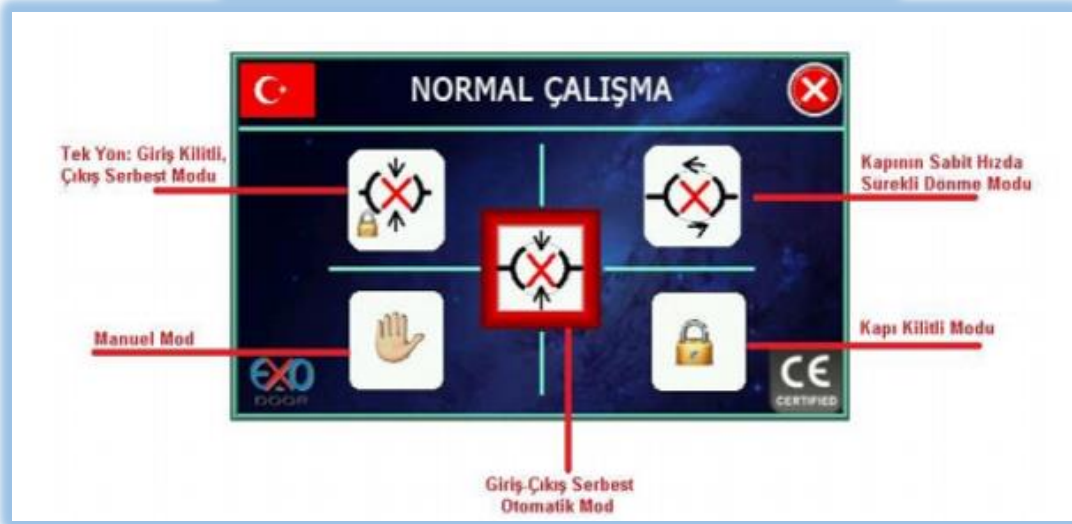 NORMAL ÇALIŞMA
Tek Yön: Giriş Kilitli,
Çıkış Serbest Modu
Kapının Sabit Hızda
Sürekli Dönme Modu
Manuel Mod
Kapı Kilitli Modu
EXO
DOOR
CE
CERTIFIED
Giriş-Çıkış Serbest
Otomatik Mod